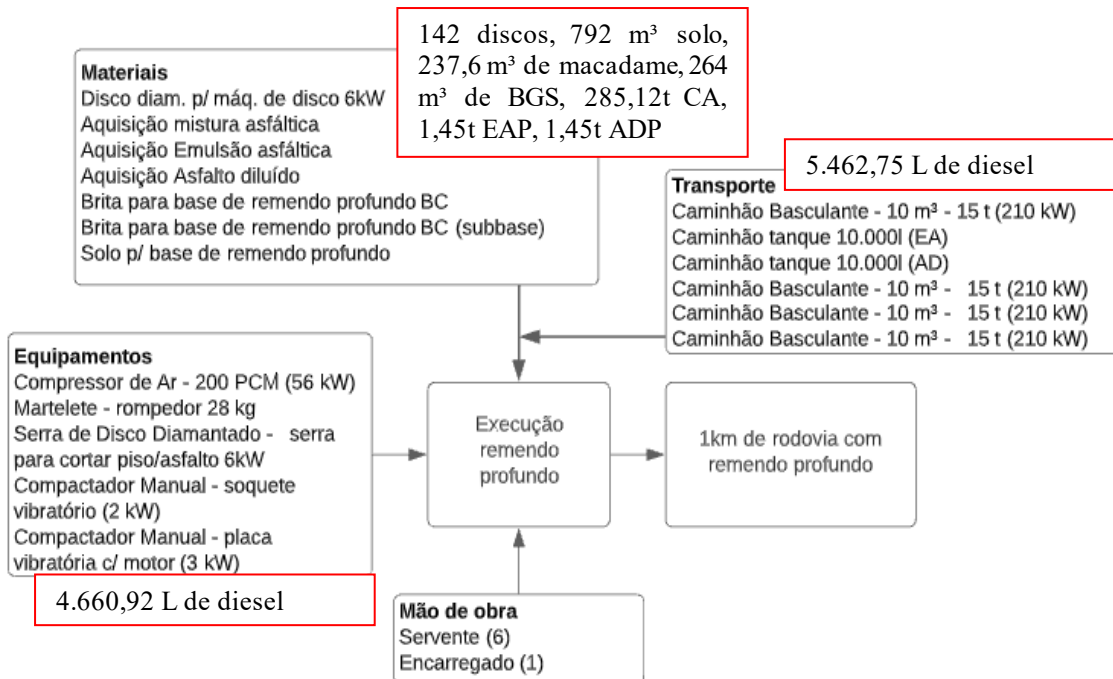 142 discos, 792 m³ solo,
237,6 m³ de macadame, 264
m³ de BGS, 285,12t CA,
1,45t EAP, 1,45t ADP
Materiais
Disco diam. p/ máq. de disco 6kW
Aquisição mistura asfáltica
Aquisição Emulsão asfáltica
Aquisição Asfalto diluído
Brita para base de remendo profundo BC
Brita para base de remendo profundo BC (subbase)
Solo p/ base de remendo profundo
5.462,75 L de diesel
Transporte
Caminhão Basculante - 10 m³ - 15 t (210 kW)
Caminhão tanque 10.000l (EA)
Caminhão tanque 10.000l (AD)
Caminhão Basculante - 10 m³ - 15 t (210 kW)
Caminhão Basculante - 10 m³ - 15 t (210 kW)
Caminhão Basculante - 10 m³ - 15 t (210 kW)
Equipamentos
Compressor de Ar - 200 PCM (56 kW)
Martelete - rompedor 28 kg
Serra de Disco Diamantado - serra
para cortar piso/asfalto 6kW
Compactador Manual - soquete
vibratório (2 kW)
Compactador Manual - placa
vibratória c/ motor (3 kW)
4.660,92 L de diesel
Execução
remendo
profundo
1km de rodovia com
remendo profundo
Mão de obra
Servente (6)
Encarregado (1)